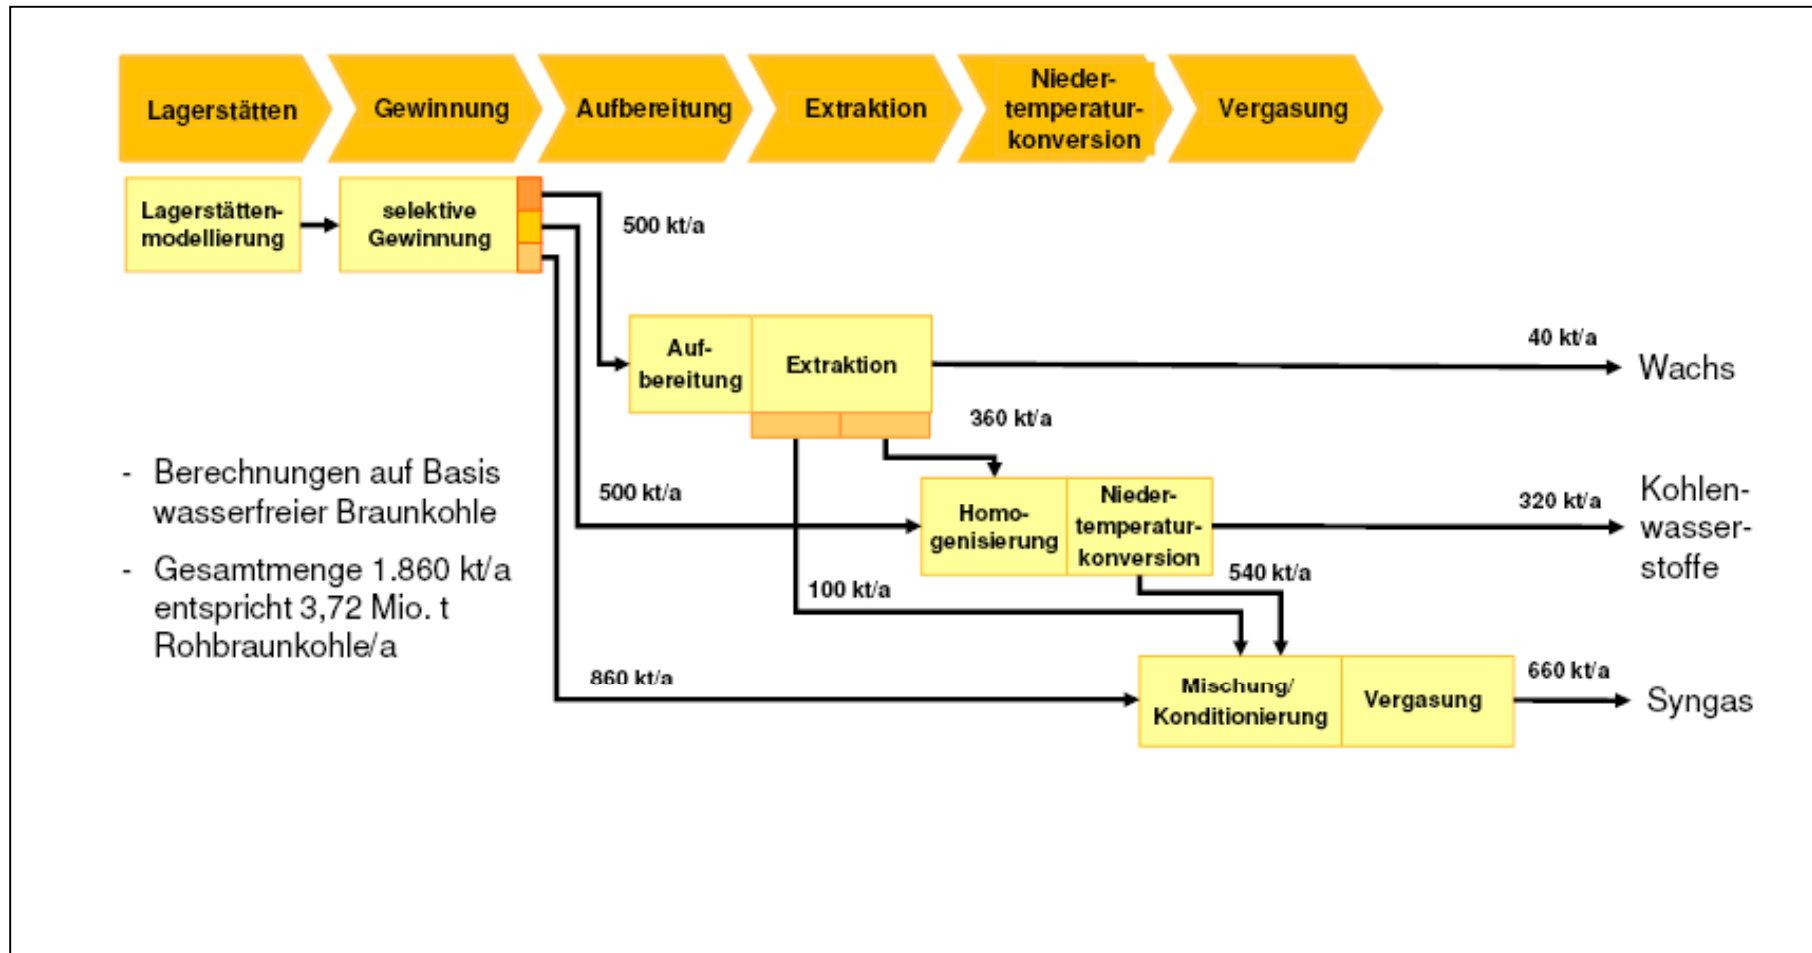 Lagerstätten
Gewinnung
Aufbereitung
Extraktion
Nieder-
temperatur-
konversion
Vergasung
Lagerstätten-
modellierung
selektive
Gewinnung
500 kt/a
Auf-
bereitung
Extraktion
40 kt/a
Wachs
360 kt/a
- Berechnungen auf Basis
wasserfreier Braunkohle
- Gesamtmenge 1.860 kt/a
entspricht 3,72 Mio. t
Rohbraunkohle/a
500 kt/a
Homo-
genisierung
Nieder-
temperatur-
konversion
320 kt/a
Kohlen-
wasser-
stoffe
100 kt/a
540 kt/a
860 kt/a
Mischung/
Konditionierung
Vergasung
660 kt/a
Syngas